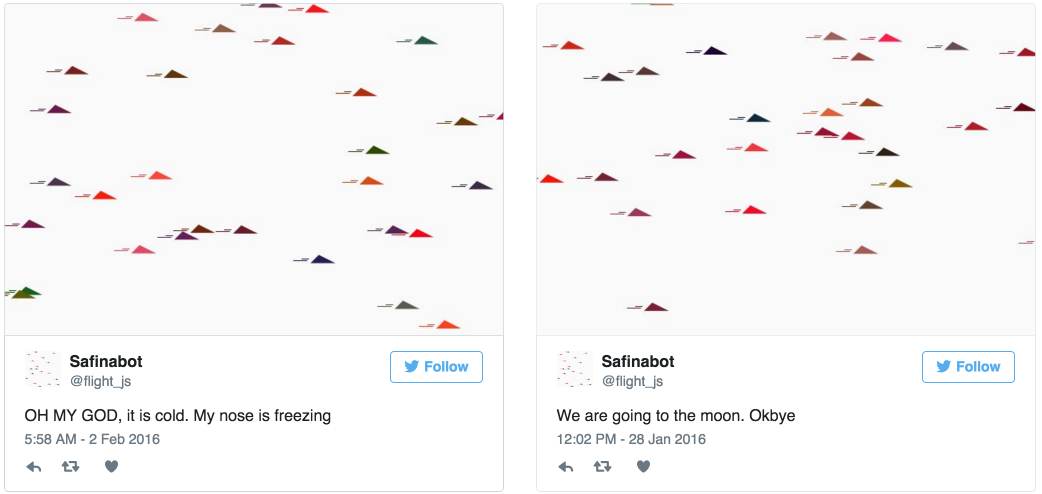 Safinabot
@flight_js
Follow
OH MY GOD, it is cold. My nose is freezing
5:58 AM - 2 Feb 2016
Safinabot
@flight_js
Follow
We are going to the moon. Okbye
12:02 PM - 28 Jan 2016